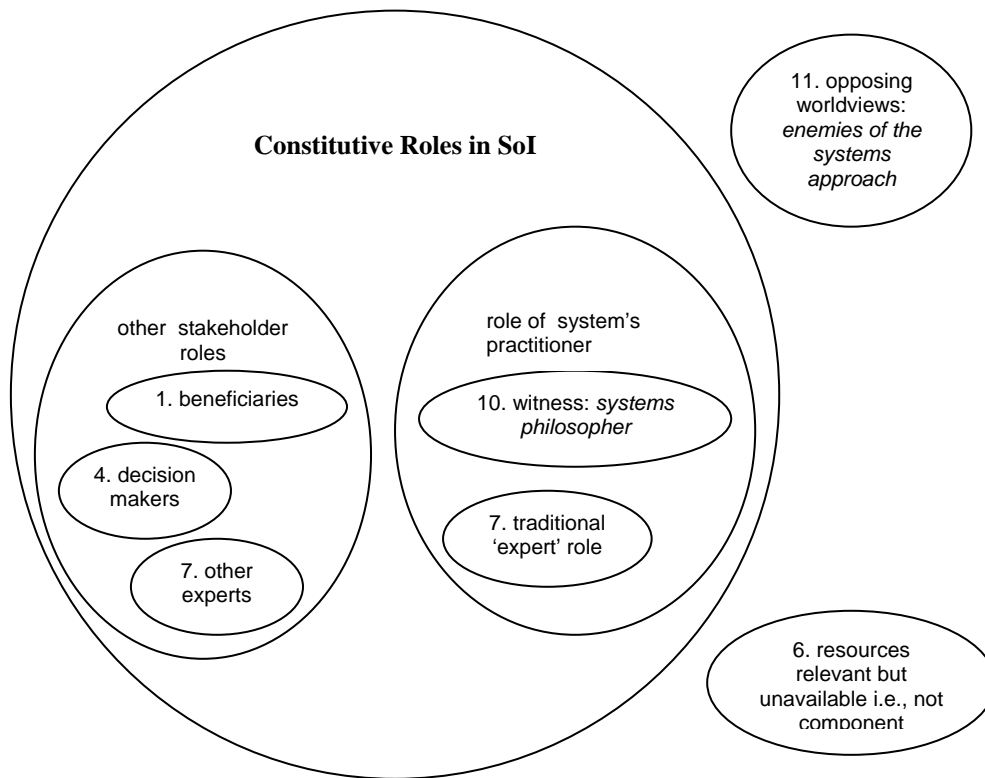 11. opposing
worldviews:
enemies of the
systems
approach
Constitutive Roles in SoI
other stakeholder
roles
1. beneficiaries
4. decision
makers
7. other
experts
role of system's
practitioner
10. witness: systems
philosopher
7. traditional
‘expert’ role
6. resources
relevant but
unavailable i.e., not
component